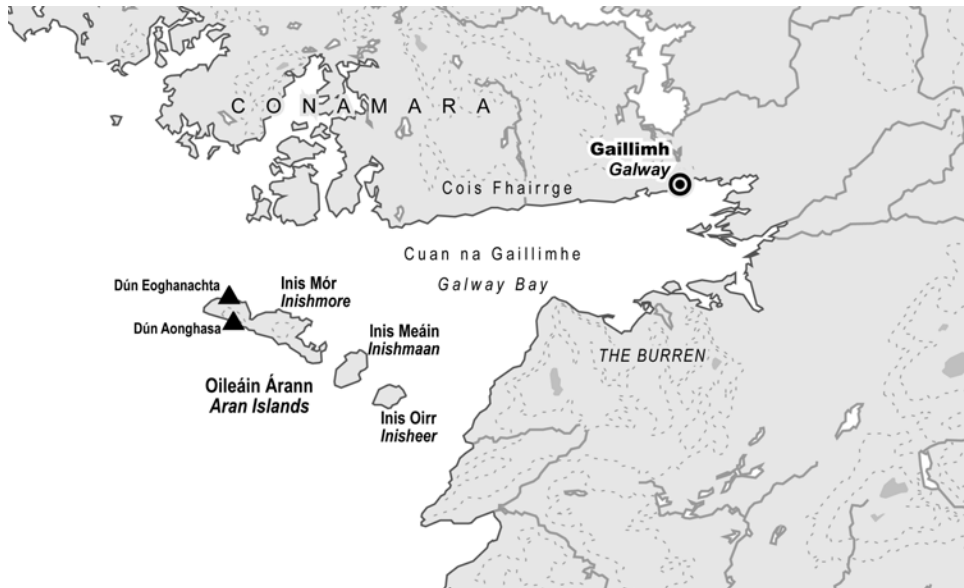 CONAMARA
Gaillimh
Galway
Cois Fhairrge
Cuan na Gaillimhe
Galway Bay
Dún Eoghanachta
Inis Mór
Inishmore
Dún Aonghasa
Inis Meáin
Inishmaan
THE BURREN
Oileáin Árann
Aran Islands
Inis Oirr
Inisheer